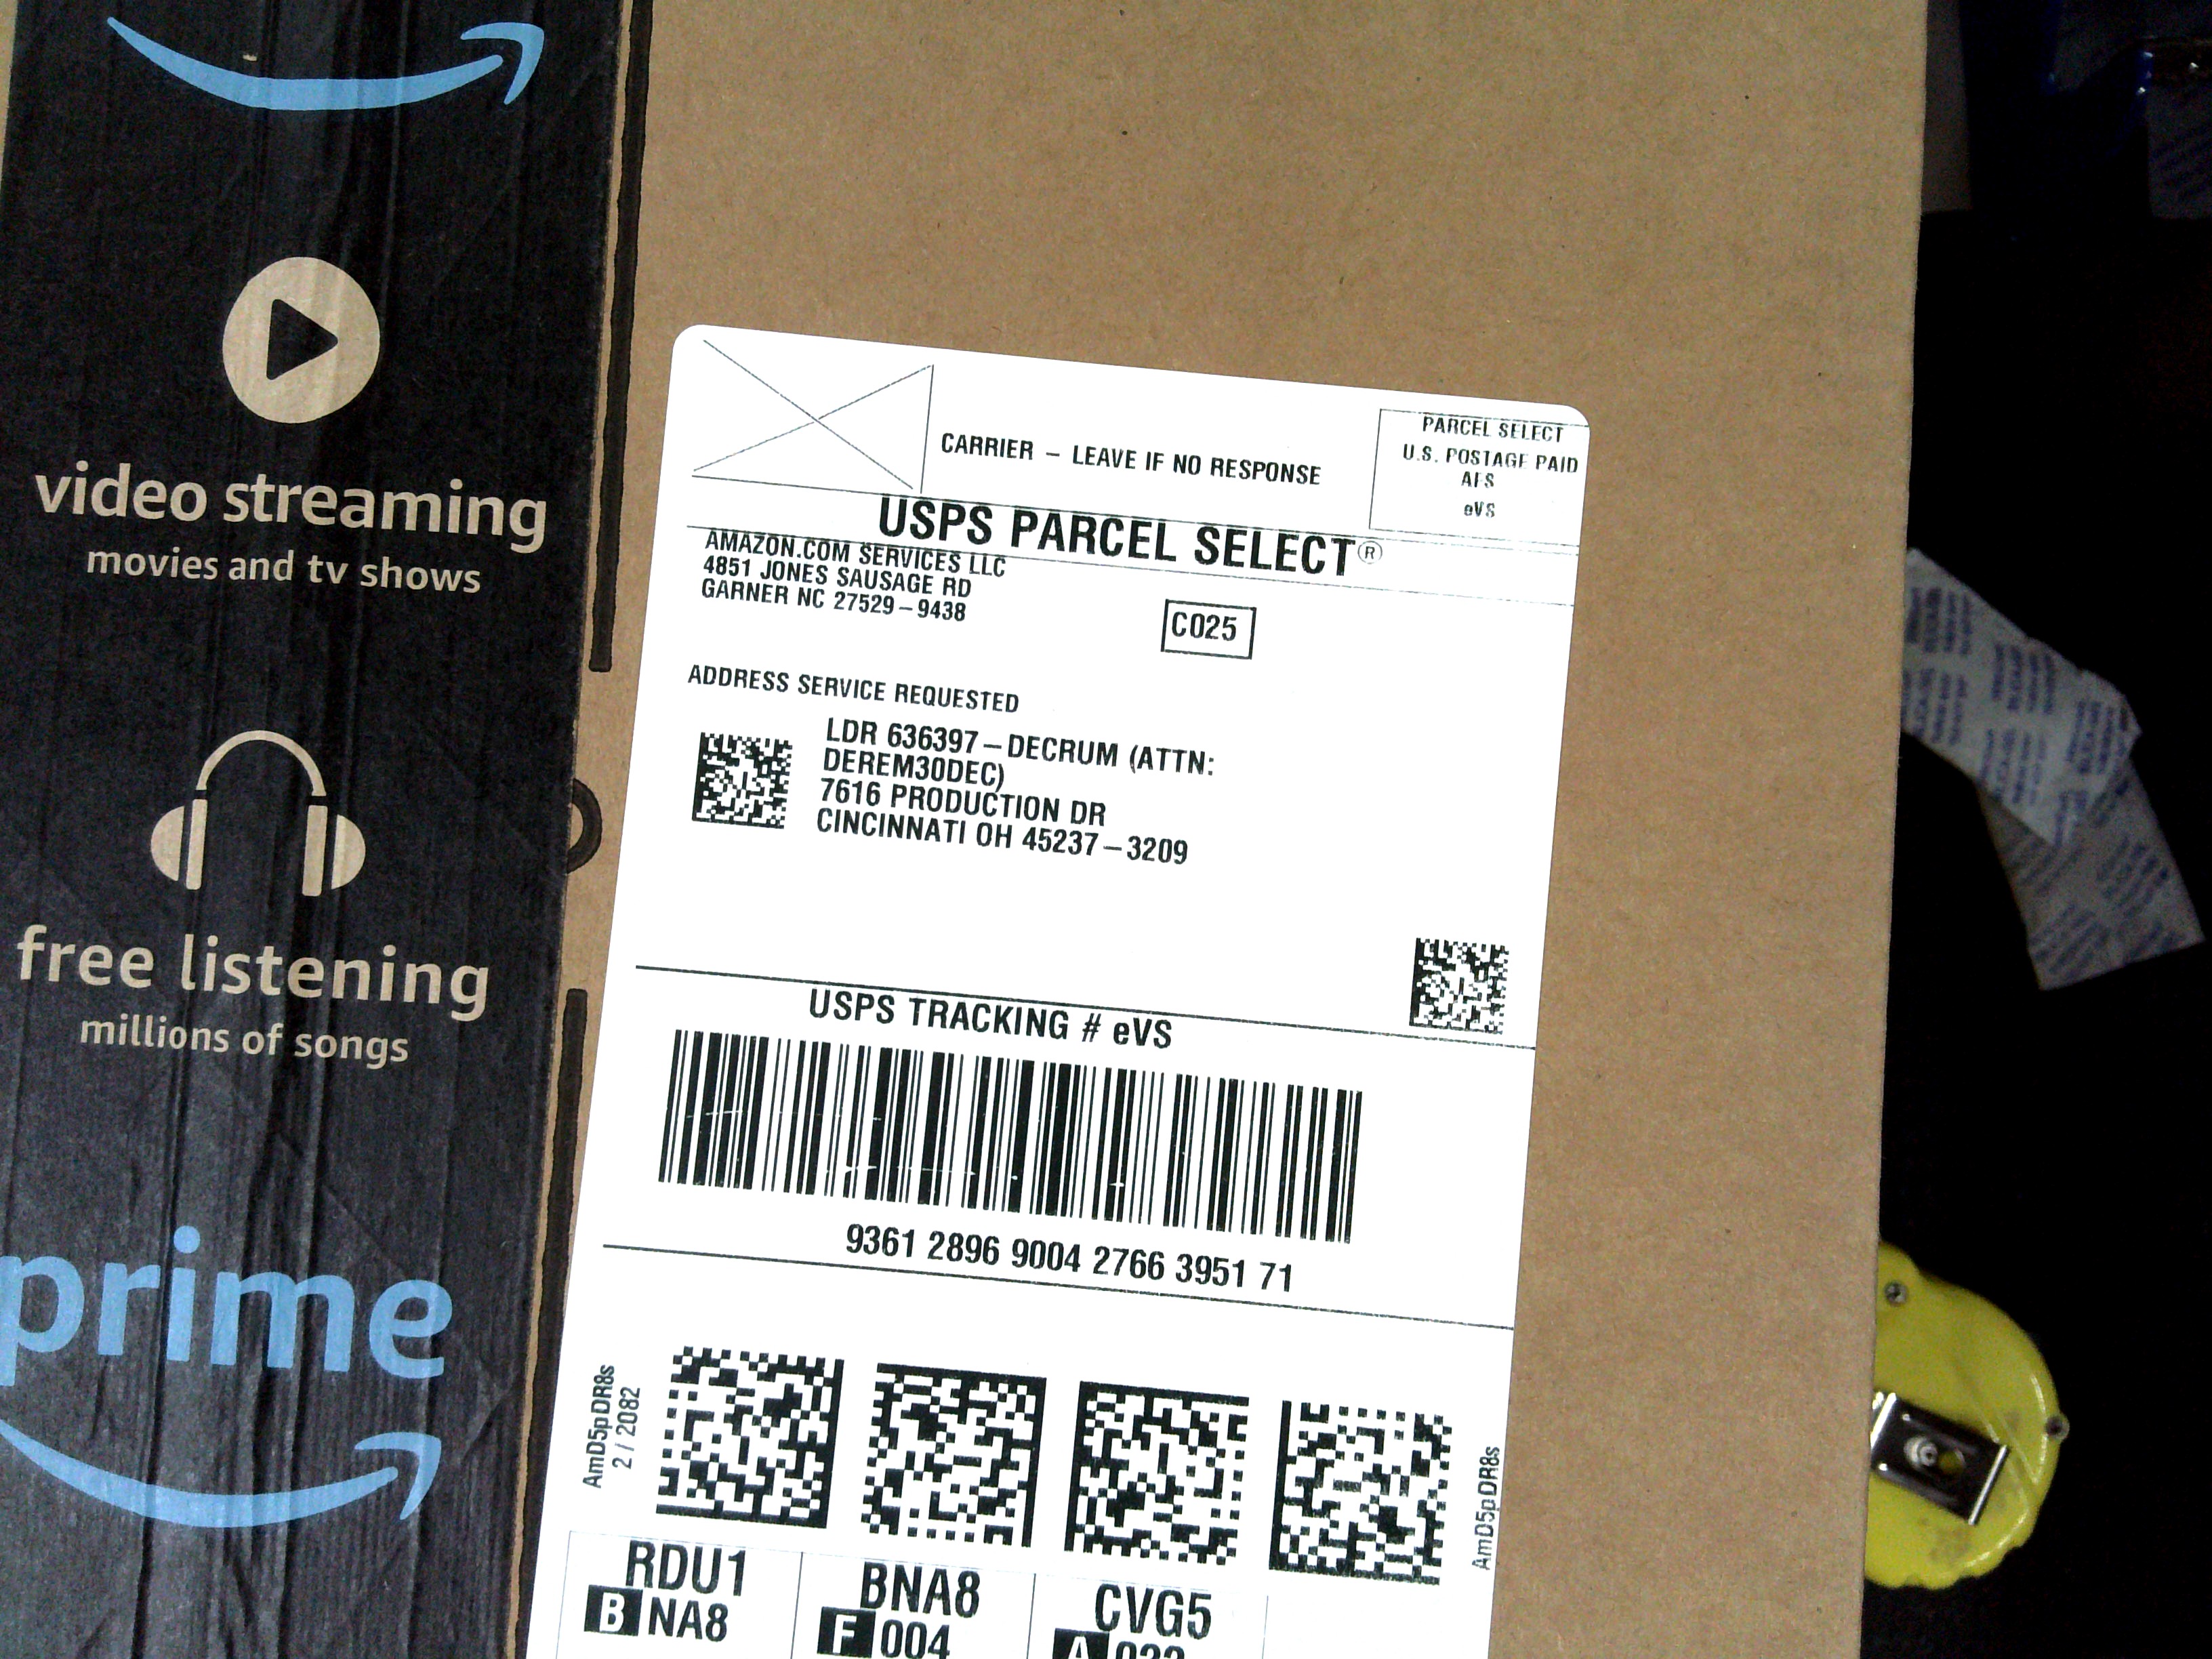 video streaming
movies and tv shows
free listening
millions of songs
prime
CARRIER – LEAVE IF NO RESPONSE
PARCEL SELECT
U.S. POSTAGE PAID
AFS
eVS
USPS PARCEL SELECT®
AMAZON.COM SERVICES LLC
4851 JONES SAUSAGE RD
GARNER NC 27529–9438
C025
ADDRESS SERVICE REQUESTED
LDR 636397–DECRUM (ATTN:
DEREM30DEC)
7616 PRODUCTION DR
CINCINNATI OH 45237–3209
USPS TRACKING # eVS
9361 2896 9004 2766 3951 71
AmD5pDR8s
2 / 2082
AmD5pDR8s
RDU1
B NA8
BNA8
F 004
CVG5
A